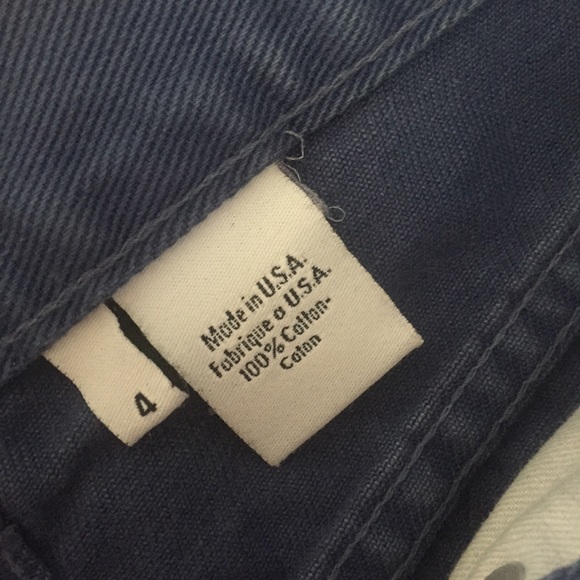 Made in U.S.A.
Fabrique a U.S.A.
100% Cotton-
Coton
4